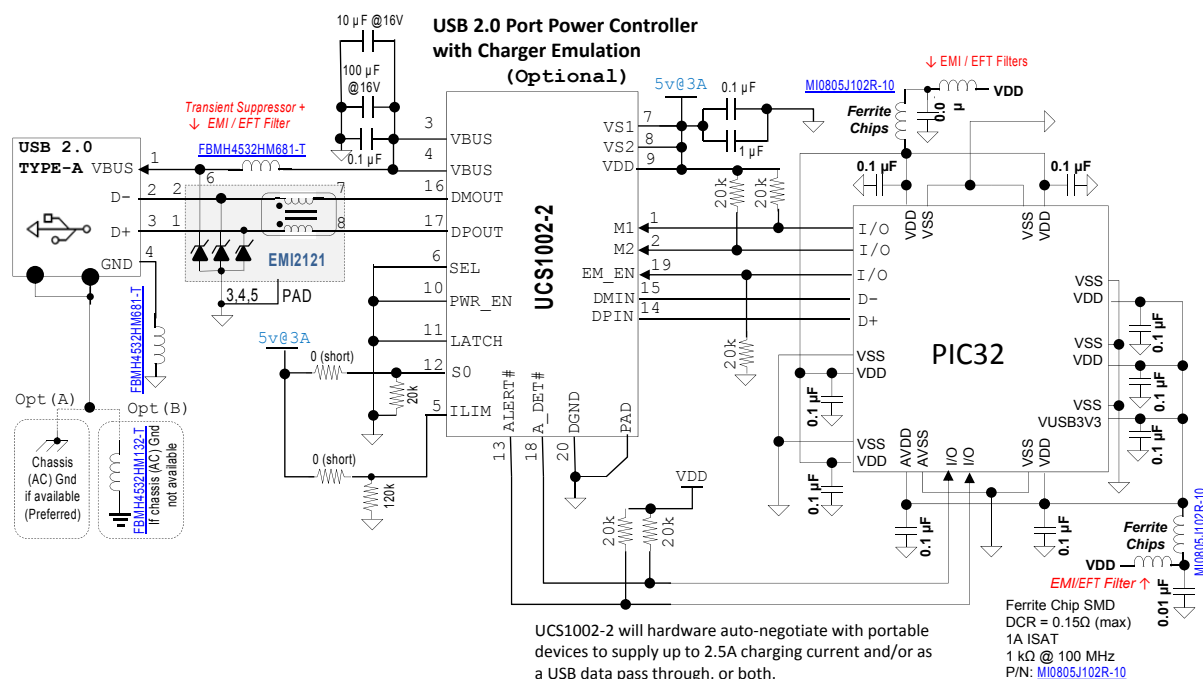 USB 2.0 Port Power Controller
with Charger Emulation
(Optional)
10 µF @16V
100 µF
@16V
0.1 µF
Transient Suppressor +
↓ EMI / EFT Filter
FBMH4532HM681-T
USB 2.0
TYPE-A
VBUS
1
D-
2
2
D+
3
1
GND
4
6
7
8
EMI2121
3,4,5
PAD
FBMH4532HM681-T
Opt(A)
Chassis
(AC) Gnd
if available
(Preferred)
Opt(B)
FBMH4532HM132-T
If chassis (AC) Gnd
not available
5v@3A
0 (short)
20k
0 (short)
120k
UCS1002-2
3
VBUS
4
VBUS
16
DMOUT
17
DPOUT
6
SEL
10
PWR_EN
11
LATCH
12
S0
5
ILIM
ALERT#
13
A_DET#
18
DGND
20
PAD
VS1
7
VS2
8
VDD
9
M1
1
M2
2
EM_EN
19
DMIN
15
DPIN
14
5v@3A
0.1 µF
1 µF
20k
20k
20k
VDD
20k
20k
↓ EMI / EFT Filters
MI0805J102R-10
Ferrite
Chips
0.0
µ
VDD
0.1 µF
0.1 µF
PIC32
VDD
VSS
VSS
VDD
I/O
I/O
I/O
D-
D+
VSS
VDD
0.1 µF
VSS
VDD
0.1 µF
AVDD
AVSS
I/O
I/O
VSS
VDD
VSS
VDD
0.1 µF
VSS
VDD
0.1 µF
VSS
VUSB3V3
0.1 µF
0.1 µF
0.1 µF
Ferrite
Chips
MI0805J102R-10
VDD
EMI/EFT Filter ↑
0.01 µF
Ferrite Chip SMD
DCR = 0.15Ω (max)
1A ISAT
1 kΩ @ 100 MHz
P/N: MI0805J102R-10
UCS1002-2 will hardware auto-negotiate with portable
devices to supply up to 2.5A charging current and/or as
a USB data pass through, or both.